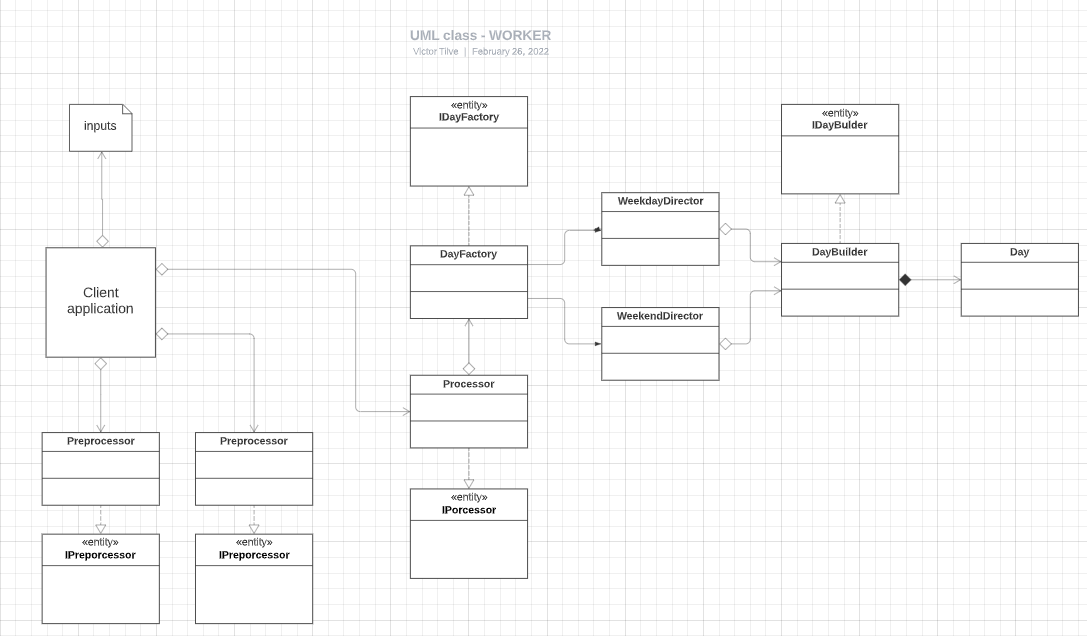 UML class - WORKER
Victor Tilve | February 26, 2022
inputs
Client
application
Preprocessor
«entity»
IPreporcessor
Preprocessor
«entity»
IPreporcessor
«entity»
IDayFactory
DayFactory
Processor
«entity»
IPorcessor
WeekdayDirector
WeekendDirector
«entity»
IDayBulder
DayBuilder
Day